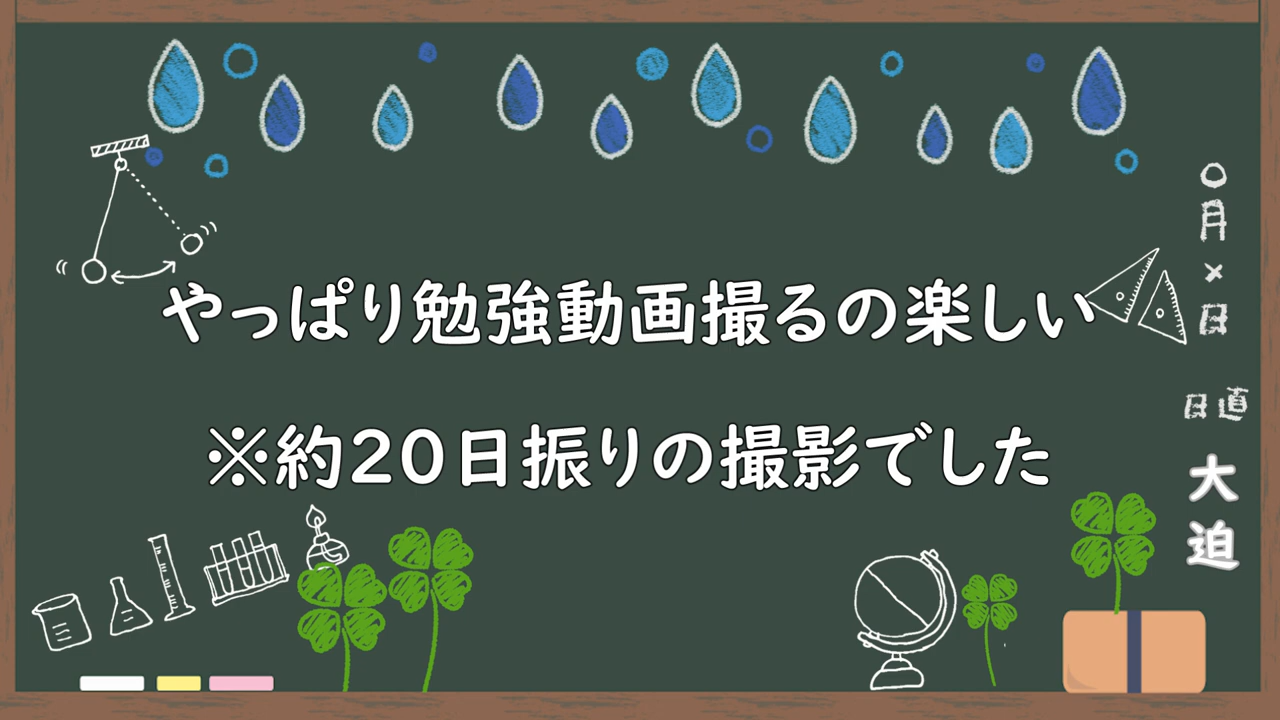 やっぱり勉強動画撮るの楽しい
※約20日振りの撮影でした
〇月×日
日直
大迫